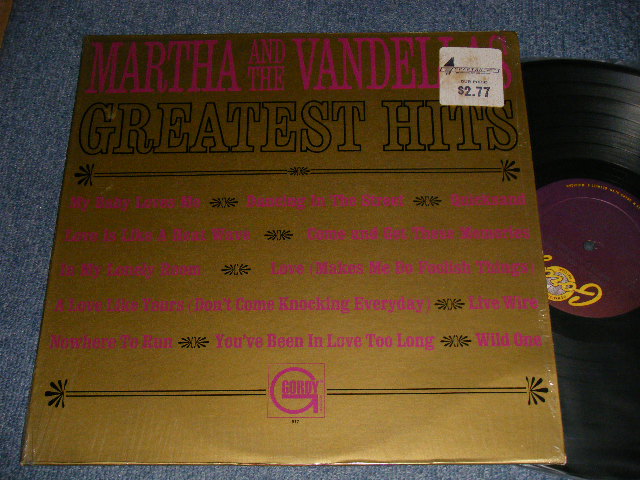 MARTHA AND THE VANDELLAS
OUR PRICE
$2.77
GREATEST HITS
My Baby Loves Me Dancing In The Street Quicksand
Love Is Like A Heat Wave Come and Get These Memories
In My Lonely Room Love (Makes Me Do Foolish Things)
A Love Like Yours (Don't Come Knocking Everyday) Live Wire
Nowhere To Run You've Been In Love Too Long Wild One
GORDY
G
917